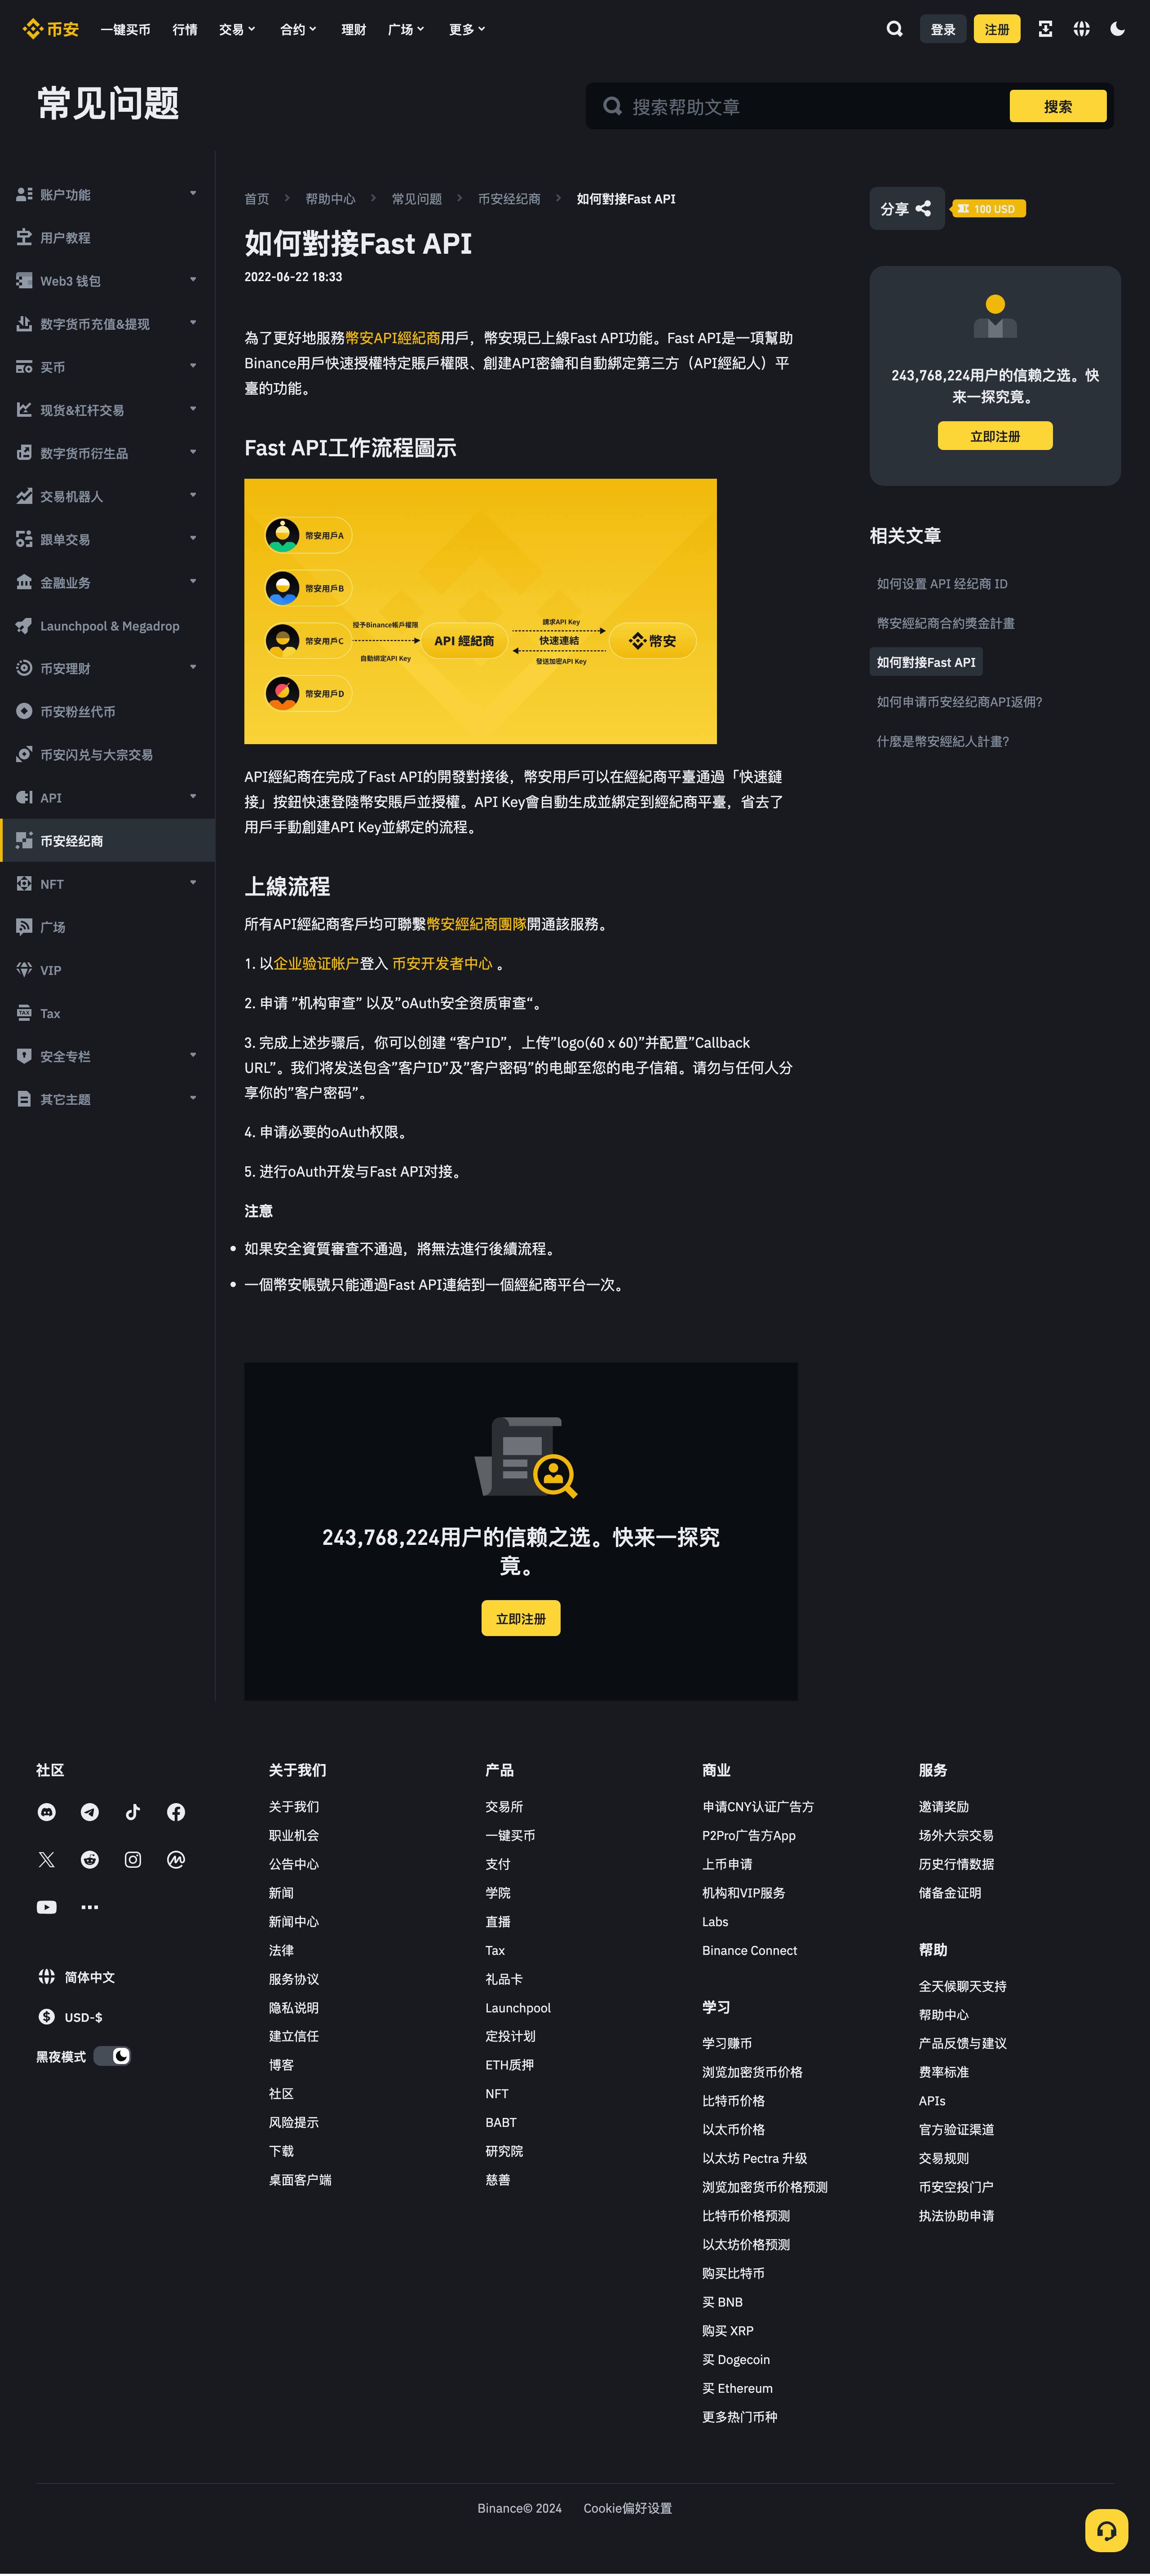 币安
一键买币 行情 交易 合约 理财 广场 更多
登录 注册
常见问题
搜索帮助文章
搜索
账户功能
用户教程
Web3 钱包
数字货币充值&提现
买币
现货&杠杆交易
数字货币衍生品
交易机器人
跟单交易
金融业务
Launchpool & Megadrop
币安理财
币安粉丝代币
币安闪兑与大宗交易
API
币安经纪商
NFT
广场
VIP
Tax
安全专栏
其它主题
首页 帮助中心 常见问题 币安经纪商 如何對接Fast API
如何對接Fast API
2022-06-22 18:33
為了更好地服務幣安API經紀商用戶，幣安現已上線Fast API功能。Fast API是一項幫助
Binance用戶快速授權特定賬戶權限、創建API密鑰和自動綁定第三方（API經紀人）平
臺的功能。
Fast API工作流程圖示
幣安用戶A
幣安用戶B
幣安用戶C
幣安用戶D
授予Binance帳戶權限
自動綁定API Key
API 經紀商
請求API Key
快速連結
發送加密API Key
幣安
API經紀商在完成了Fast API的開發對接後，幣安用戶可以在經紀商平臺通過「快速鏈
接」按鈕快速登陸幣安賬戶並授權。API Key會自動生成並綁定到經紀商平臺，省去了
用戶手動創建API Key並綁定的流程。
上線流程
所有API經紀商客戶均可聯繫幣安經紀商團隊開通該服務。
1. 以企业验证帐户登入 币安开发者中心 。
2. 申请 ”机构审查” 以及”oAuth安全资质审查“。
3. 完成上述步骤后，你可以创建 “客户ID”，上传”logo(60 x 60)”并配置”Callback
URL”。我们将发送包含”客户ID”及”客户密码”的电邮至您的电子信箱。请勿与任何人分
享你的”客户密码”。
4. 申请必要的oAuth权限。
5. 进行oAuth开发与Fast API对接。
注意
如果安全資質審查不通過，將無法進行後續流程。
一個幣安帳號只能通過Fast API連結到一個經紀商平台一次。
243,768,224用户的信赖之选。快来一探究
竟。
立即注册
分享
100 USD
243,768,224用户的信赖之选。快
来一探究竟。
立即注册
相关文章
如何设置 API 经纪商 ID
幣安經紀商合約獎金計畫
如何對接Fast API
如何申请币安经纪商API返佣?
什麼是幣安經紀人計畫?
社区
简体中文
USD-$
黑夜模式
关于我们
关于我们
职业机会
公告中心
新闻
新闻中心
法律
服务协议
隐私说明
建立信任
博客
社区
风险提示
下载
桌面客户端
产品
交易所
一键买币
支付
学院
直播
Tax
礼品卡
Launchpool
定投计划
ETH质押
NFT
BABT
研究院
慈善
商业
申请CNY认证广告方
P2Pro广告方App
上币申请
机构和VIP服务
Labs
Binance Connect
学习
学习赚币
浏览加密货币价格
比特币价格
以太币价格
以太坊 Pectra 升级
浏览加密货币价格预测
比特币价格预测
以太坊价格预测
购买比特币
买 BNB
购买 XRP
买 Dogecoin
买 Ethereum
更多热门币种
服务
邀请奖励
场外大宗交易
历史行情数据
储备金证明
帮助
全天候聊天支持
帮助中心
产品反馈与建议
费率标准
APIs
官方验证渠道
交易规则
币安空投门户
执法协助申请
Binance© 2024 Cookie偏好设置